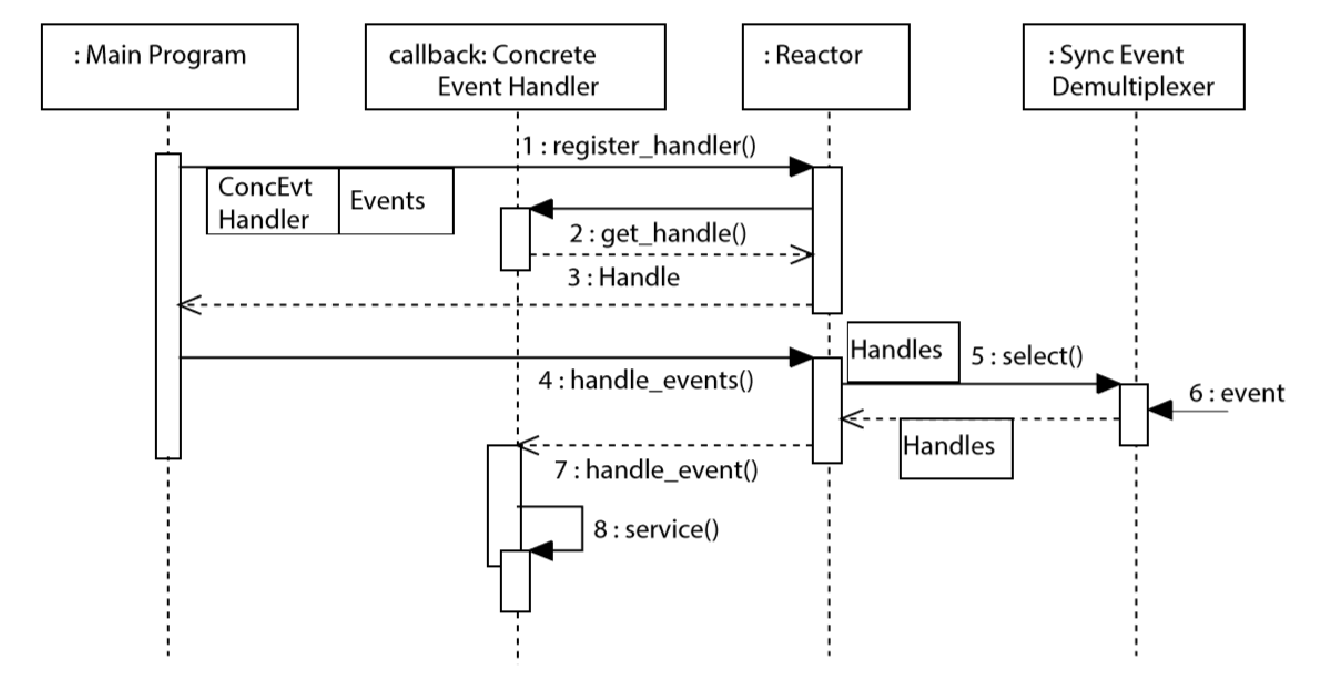 : Main Program
callback: Concrete
Event Handler
: Reactor
: Sync Event
Demultiplexer
1 : register_handler()
ConcEvt
Handler
Events
2 : get_handle()
3 : Handle
Handles
5 : select()
4 : handle_events()
6 : event
Handles
7 : handle_event()
8 : service()